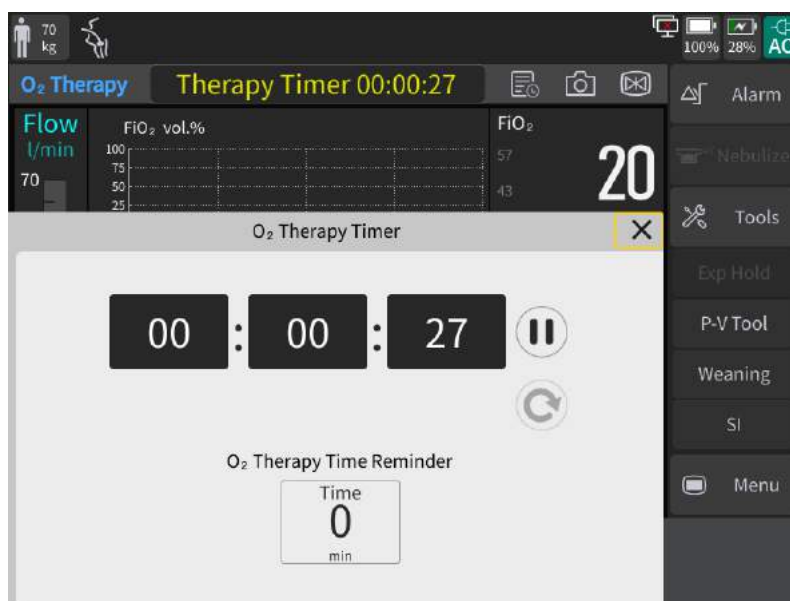 70
kg
100% 28% AC
O₂ Therapy
Therapy Timer 00:00:27
Alarm
Flow
l/min
70
FiO₂ vol.%
100
75
50
25
FiO₂
57
43
20
Nebulize
Tools
O₂ Therapy Timer
Exp Hold
00 : 00 : 27
P-V Tool
Weaning
SI
O₂ Therapy Time Reminder
Time
0
min
Menu